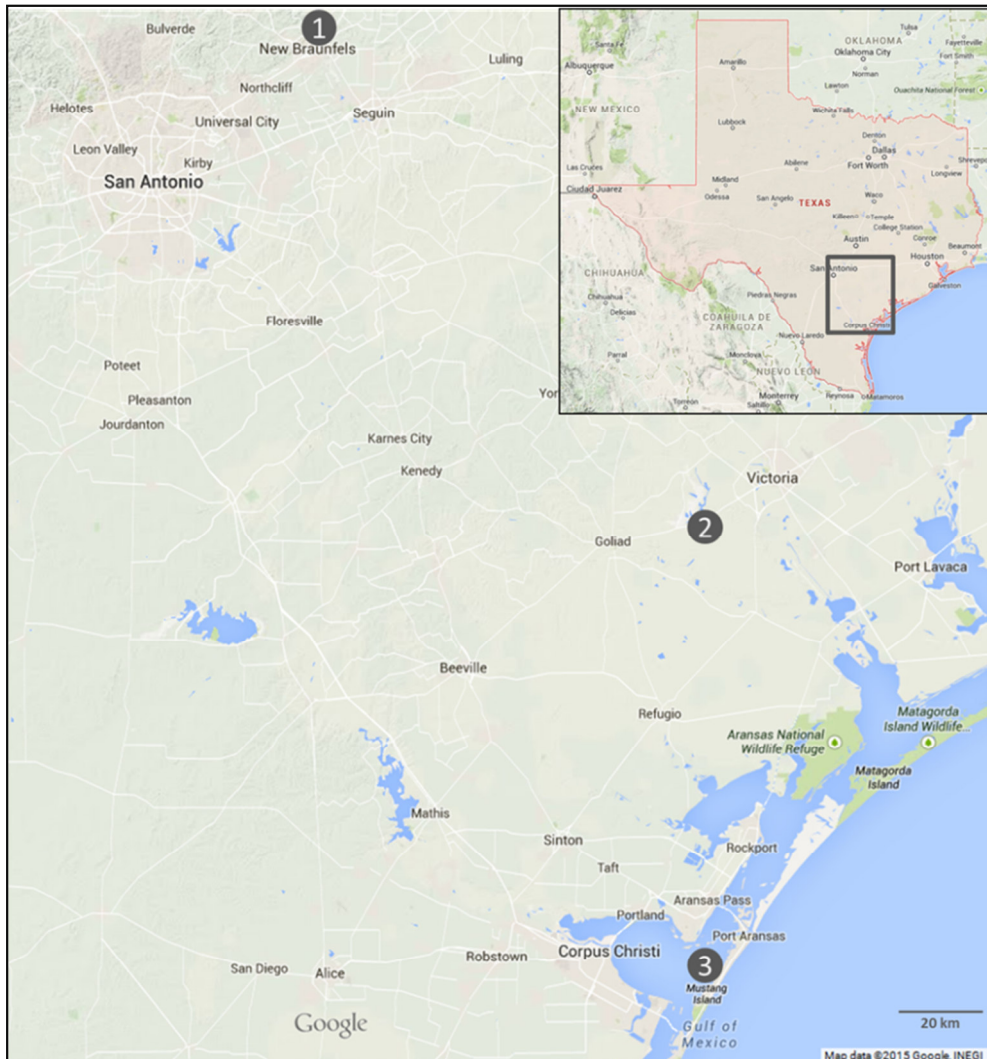 1
Bulverde
New Braunfels
Luling
Northcliff
Helotes
Universal City
Seguin
Leon Valley
Kirby
San Antonio
Floresville
Poteet
Pleasanton
Jourdanton
Yor
Karnes City
Kenedy
Victoria
2
Goliad
Port Lavaca
Beeville
Refugio
Aransas National
Wildlife Refuge
Matagorda
Island Wildlife...
Matagorda
Island
Mathis
Sinton
Rockport
Taft
Aransas Pass
Portland
Port Aransas
Corpus Christi
Robstown
3
San Diego
Alice
Mustang
Island
Google
Gulf of
Mexico
20 km
Map data ©2015 Google, INEGI
Santa Fe
Albuquerque
NEW MEXICO
Las Cruces
Ciudad Juarez
Amarillo
Lubbock
OKLAHOMA
Oklahoma City
Norman
Lawton
Tulsa
Fayetteville
Fort Smith
Ouachita National Forest
Wichita Falls
Denton
Dallas
Fort Worth
Abilene
Midland
Odessa
San Angelo
TEXAS
Waco
Killeen
Temple
College Station
Longview
Shrevepo
Austin
Conroe
Beaumont
Houston
San Antonio
Galveston
Corpus Christi
CHIHUAHUA
Chihuahua
Delicias
Piedras Negras
COAHUILA DE
ZARAGOZA
Nuevo Laredo
Parral
Monclova
NUEVO LEON
Monterrey
Reynosa
Matamoros
Torreón
Saltillo